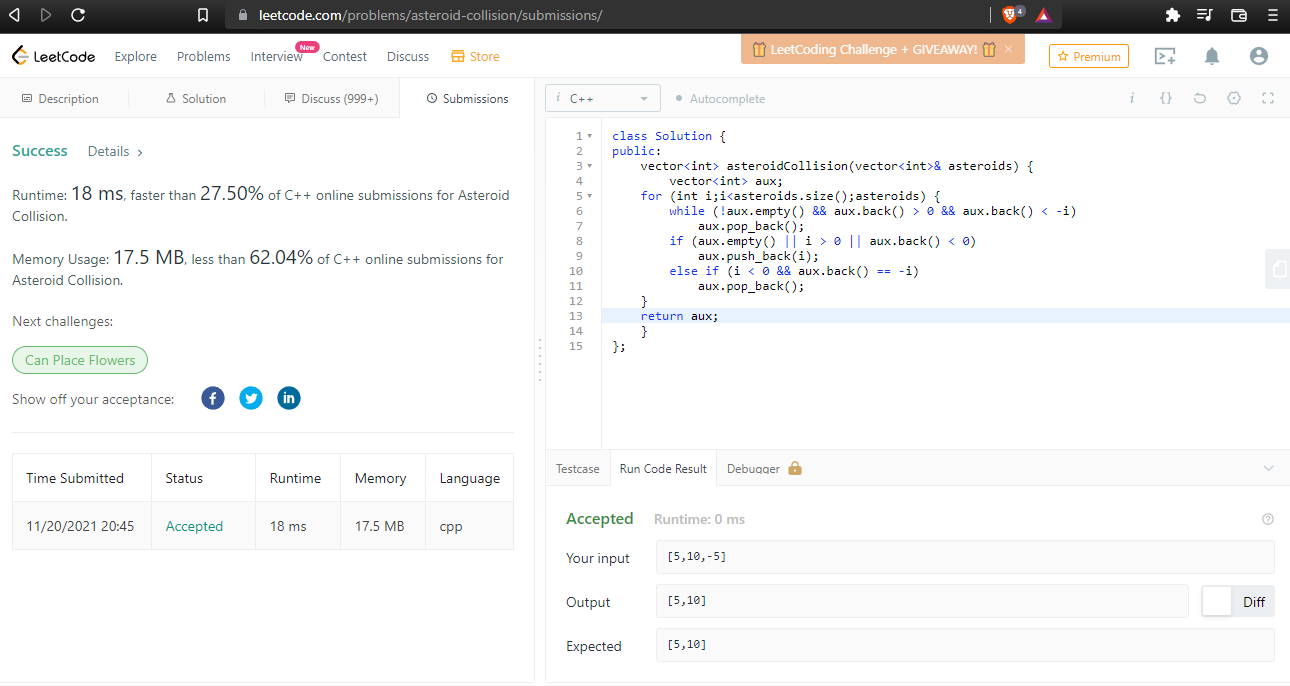 leetcode.com/problems/asteroid-collision/submissions/
4
LeetCode
Explore
Problems
Interview
New
Contest
Discuss
Store
LeetCoding Challenge + GIVEAWAY!
×
Premium
Description
Solution
Discuss (999+)
Submissions
i C++
Autocomplete
i
{}
Success
Details ›
Runtime: 18 ms, faster than 27.50% of C++ online submissions for Asteroid
Collision.
Memory Usage: 17.5 MB, less than 62.04% of C++ online submissions for
Asteroid Collision.
Next challenges:
Can Place Flowers
Show off your acceptance:
f
in
Time Submitted Status Runtime Memory Language
11/20/2021 20:45 Accepted 18 ms 17.5 MB cpp
1 class Solution {
2 public:
3 vector<int> asteroidCollision(vector<int>& asteroids) {
4 vector<int> aux;
5 for (int i;i<asteroids.size();asteroids) {
6 while (!aux.empty() && aux.back() > 0 && aux.back() < -i)
7 aux.pop_back();
8 if (aux.empty() || i > 0 || aux.back() < 0)
9 aux.push_back(i);
10 else if (i < 0 && aux.back() == -i)
11 aux.pop_back();
12 }
13 return aux;
14 }
15 };
Testcase
Run Code Result
Debugger
Accepted Runtime: 0 ms
Your input [5,10,-5]
Output [5,10] Diff
Expected [5,10]